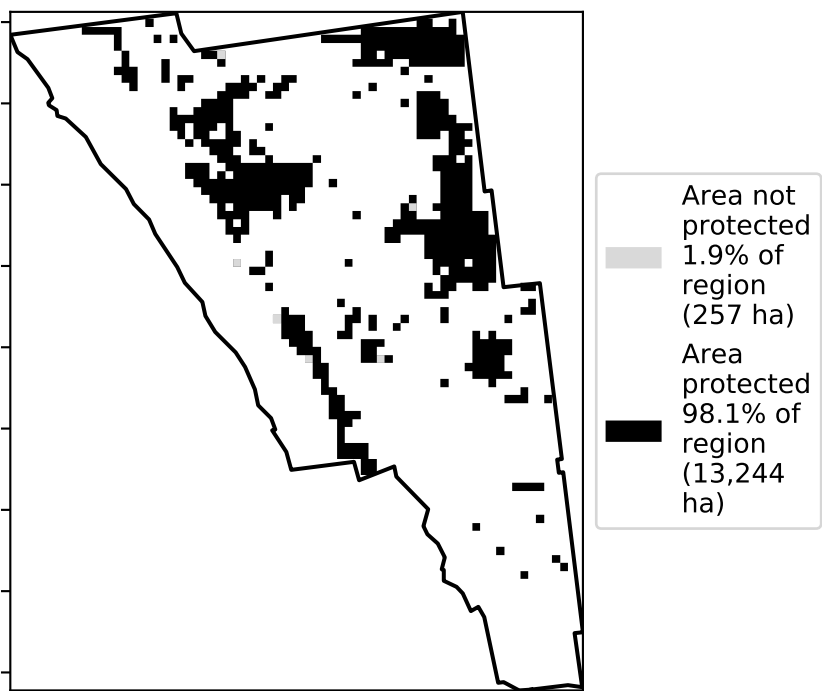 Area not
protected
1.9% of
region
(257 ha)
Area
protected
98.1% of
region
(13,244
ha)